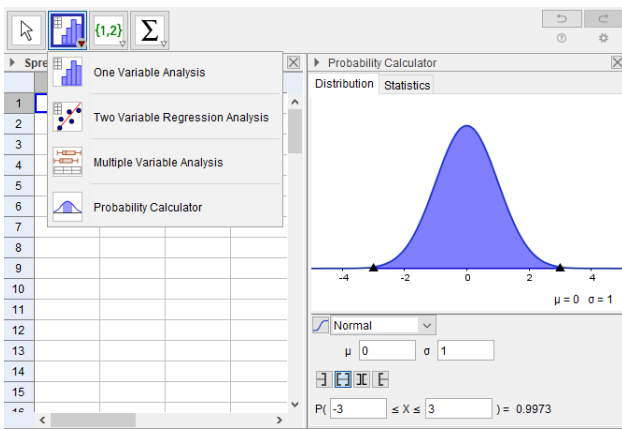 {1,2} Σ
Spre
One Variable Analysis
Two Variable Regression Analysis
Multiple Variable Analysis
Probability Calculator
1
2
3
4
5
6
7
8
9
10
11
12
13
14
15
16
Probability Calculator
Distribution Statistics
-4 -2 0 2 4
μ = 0 σ = 1
Normal
μ 0 σ 1
P( -3 ≤ X ≤ 3 ) = 0.9973